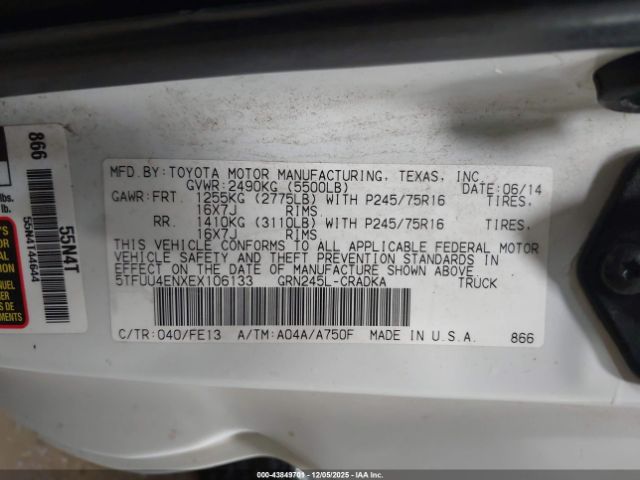 MFD.BY:TOYOTA MOTOR MANUFACTURING, TEXAS, INC.
GVWR:2490KG (5500LB) DATE:06/14
GAWR:FRT. 1255KG (2775LB) WITH P245/75R16 TIRES,
16X7J RIMS
RR. 1410KG (3110LB) WITH P245/75R16 TIRES,
16X7J RIMS
THIS VEHICLE CONFORMS TO ALL APPLICABLE FEDERAL MOTOR
VEHICLE SAFETY AND THEFT PREVENTION STANDARDS IN
EFFECT ON THE DATE OF MANUFACTURE SHOWN ABOVE.
5TFUU4ENXEX106133 GRN245L-CRADKA TRUCK
C/TR:040/FE13 A/TM:A04A/A750F MADE IN U.S.A. 866
866
55N4T
55N4T44644
lbs.
lb.
000-43849701 - 12/05/2025 - IAAI.COM